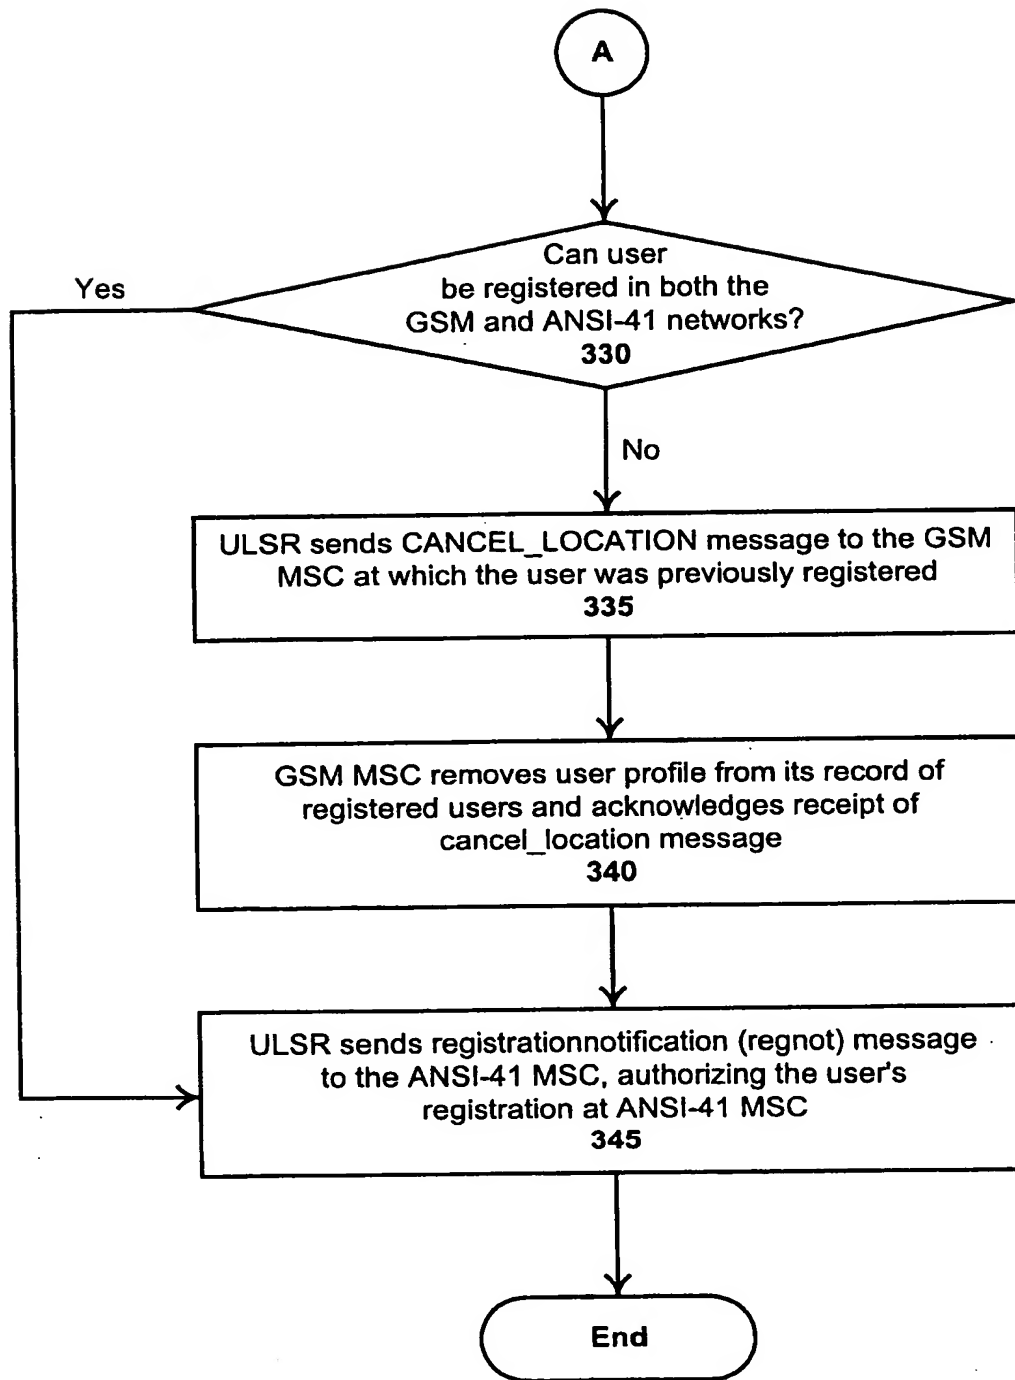 A
Can user
be registered in both the
GSM and ANSI-41 networks?
330
Yes
No
ULSR sends CANCEL_LOCATION message to the GSM
MSC at which the user was previously registered
335
GSM MSC removes user profile from its record of
registered users and acknowledges receipt of
cancel_location message
340
ULSR sends registrationnotification (regnot) message
to the ANSI-41 MSC, authorizing the user's
registration at ANSI-41 MSC
345
End